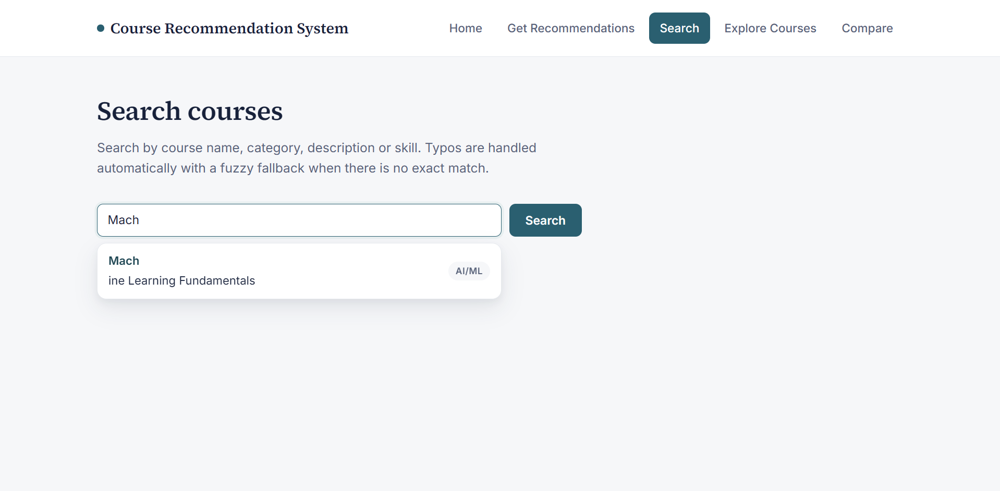 Course Recommendation System
Home
Get Recommendations
Search
Explore Courses
Compare
Search courses
Search by course name, category, description or skill. Typos are handled
automatically with a fuzzy fallback when there is no exact match.
Mach
Search
Mach
ine Learning Fundamentals
AI/ML